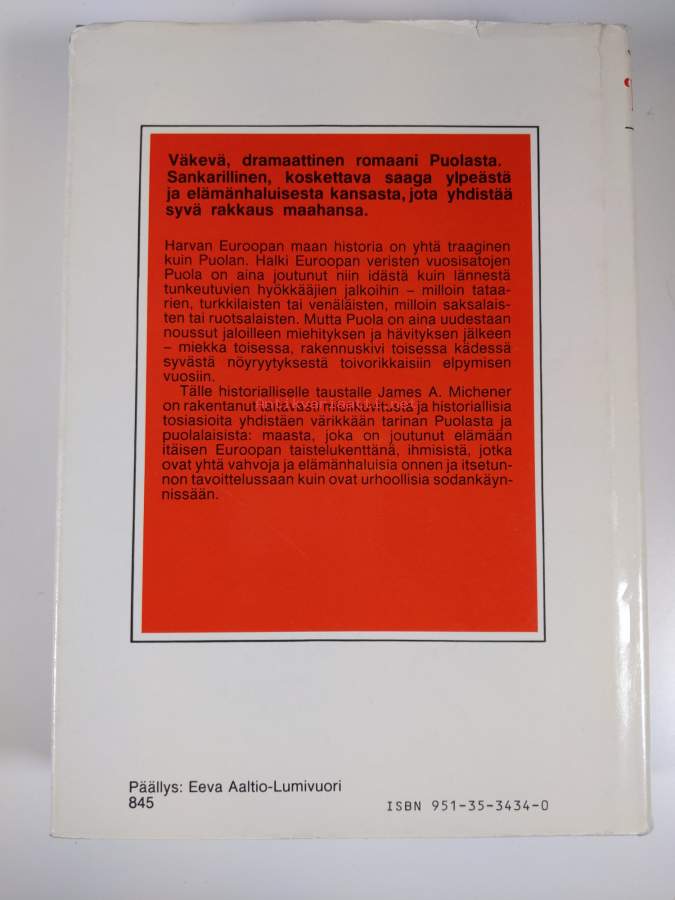 Väkevä, dramaattinen romaani Puolasta.
Sankarillinen, koskettava saaga ylpeästä
ja elämänhaluisesta kansasta, jota yhdistää
syvä rakkaus maahansa.
Harvan Euroopan maan historia on yhtä traaginen
kuin Puolan. Halki Euroopan veristen vuosisatojen
Puola on aina joutunut niin idästä kuin lännestä
tunkeutuvien hyökkääjien jalkoihin – milloin tataa-
rien, turkkilaisten tai venäläisten, milloin saksalais-
ten tai ruotsalaisten. Mutta Puola on aina uudestaan
noussut jaloilleen miehityksen ja hävityksen jälkeen
– miekka toisessa, rakennuskivi toisessa kädessä
syvästä nöyryytyksestä toivorikkaisiin elpymisen
vuosiin.
Tälle historialliselle taustalle James A. Michener
on rakentanut ja historiallisia
tosiasioita yhdistäen värikkään tarinan Puolasta ja
puolalaisista: maasta, joka on joutunut elämään
itäisen Euroopan taistelukenttänä, ihmisistä, jotka
ovat yhtä vahvoja ja elämänhaluisia onnen ja itsetun-
non tavoittelussaan kuin ovat urhoollisia sodankäyn-
nissään.
Päällys: Eeva Aaltio-Lumivuori
845
ISBN 951-35-3434-0